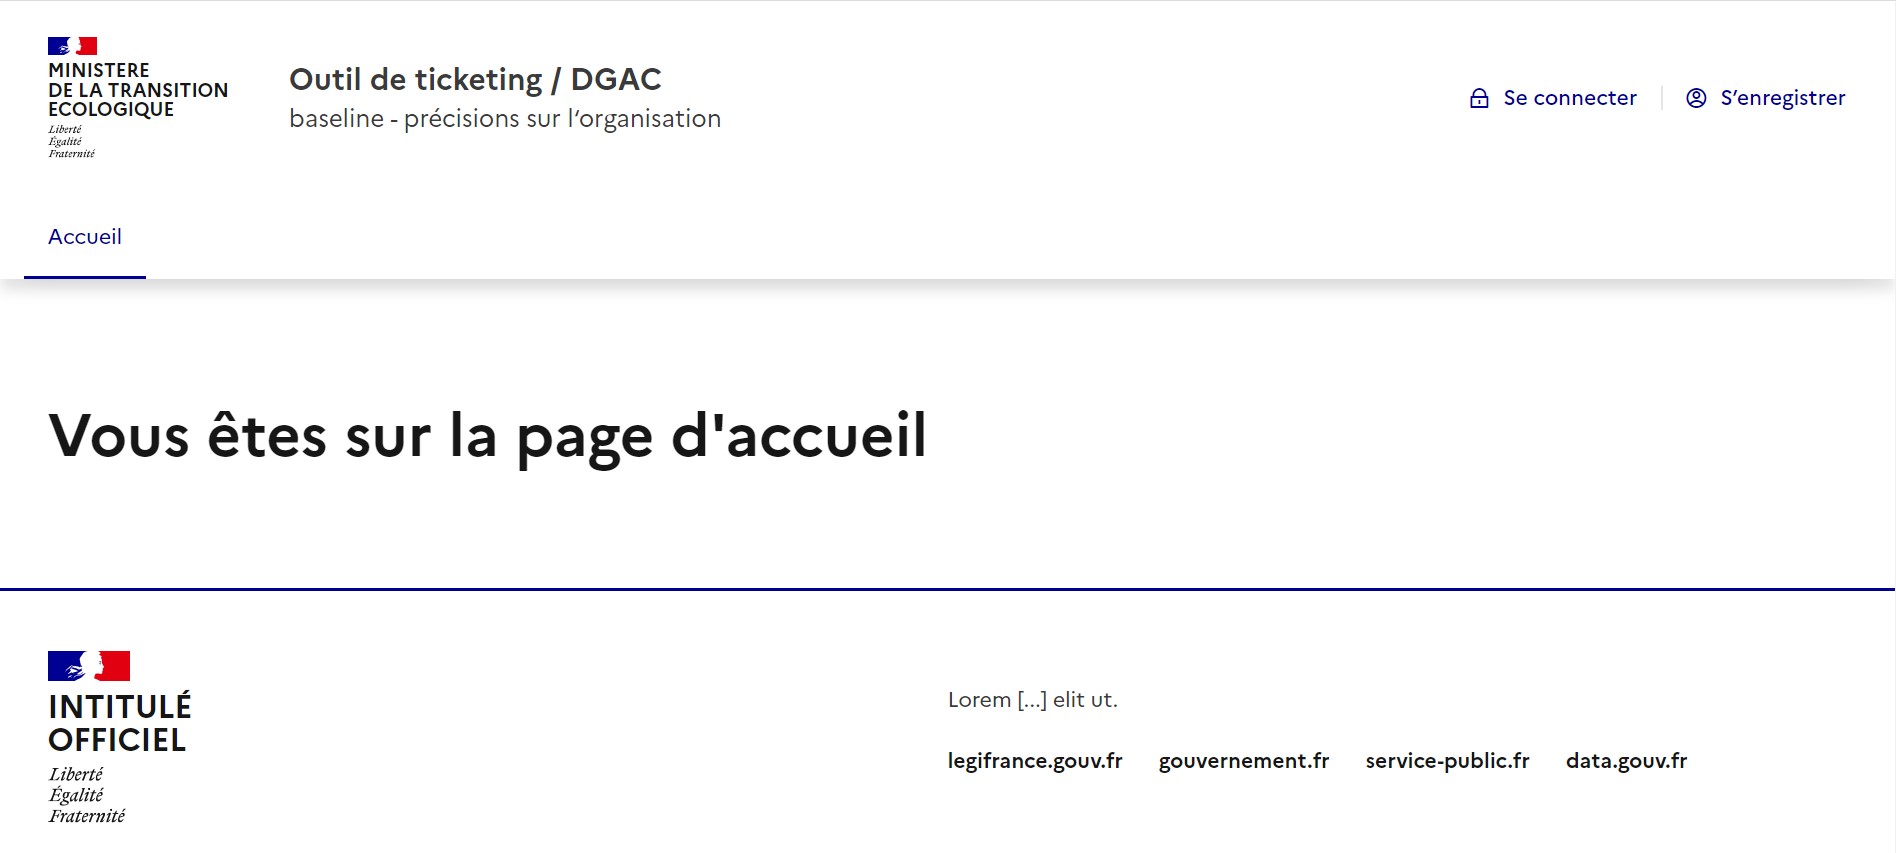 MINISTERE
DE LA TRANSITION
ECOLOGIQUE
Liberté
Égalité
Fraternité
Outil de ticketing / DGAC
baseline - précisions sur l’organisation
Se connecter
S’enregistrer
Accueil
Vous êtes sur la page d'accueil
INTITULÉ
OFFICIEL
Liberté
Égalité
Fraternité
Lorem [...] elit ut.
legifrance.gouv.fr gouvernement.fr service-public.fr data.gouv.fr